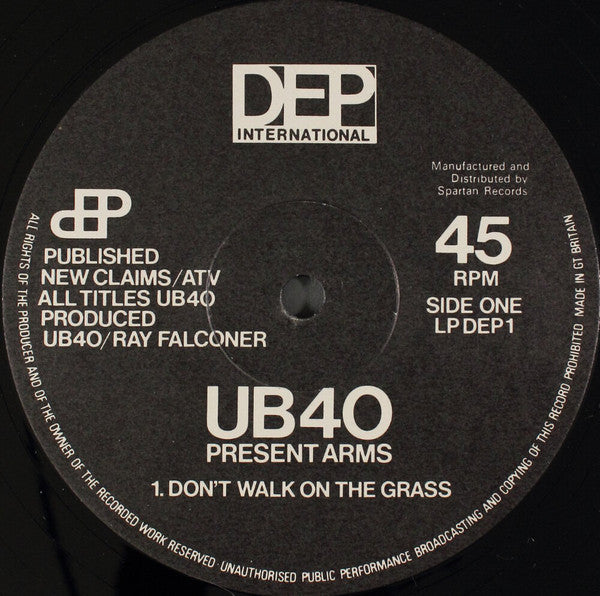 DEP
INTERNATIONAL
Manufactured and
Distributed by
Spartan Records
dEP
PUBLISHED
NEW CLAIMS/ATV
ALL TITLES UB40
PRODUCED
UB40/RAY FALCONER
45
RPM
SIDE ONE
LP DEP 1
UB40
PRESENT ARMS
1. DON'T WALK ON THE GRASS
ALL RIGHTS OF THE PRODUCER AND OF THE OWNER OF THE RECORDED WORK RESERVED · UNAUTHORISED PUBLIC PERFORMANCE BROADCASTING AND COPYING OF THIS RECORD PROHIBITED MADE IN GT BRITAIN